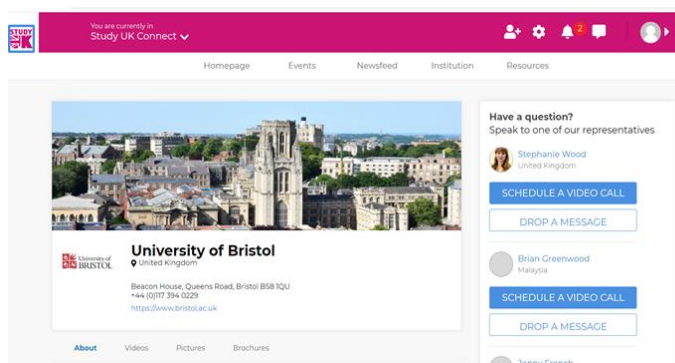 STUDY
UK
You are currently in
Study UK Connect
2
Homepage
Events
Newsfeed
Institution
Resources
University of
BRISTOL
University of Bristol
United Kingdom
Beacon House, Queens Road, Bristol BS8 1QU
+44 (0)117 394 0229
https://www.bristol.ac.uk
About
Videos
Pictures
Brochures
Have a question?
Speak to one of our representatives
Stephanie Wood
United Kingdom
SCHEDULE A VIDEO CALL
DROP A MESSAGE
Brian Greenwood
Malaysia
SCHEDULE A VIDEO CALL
DROP A MESSAGE